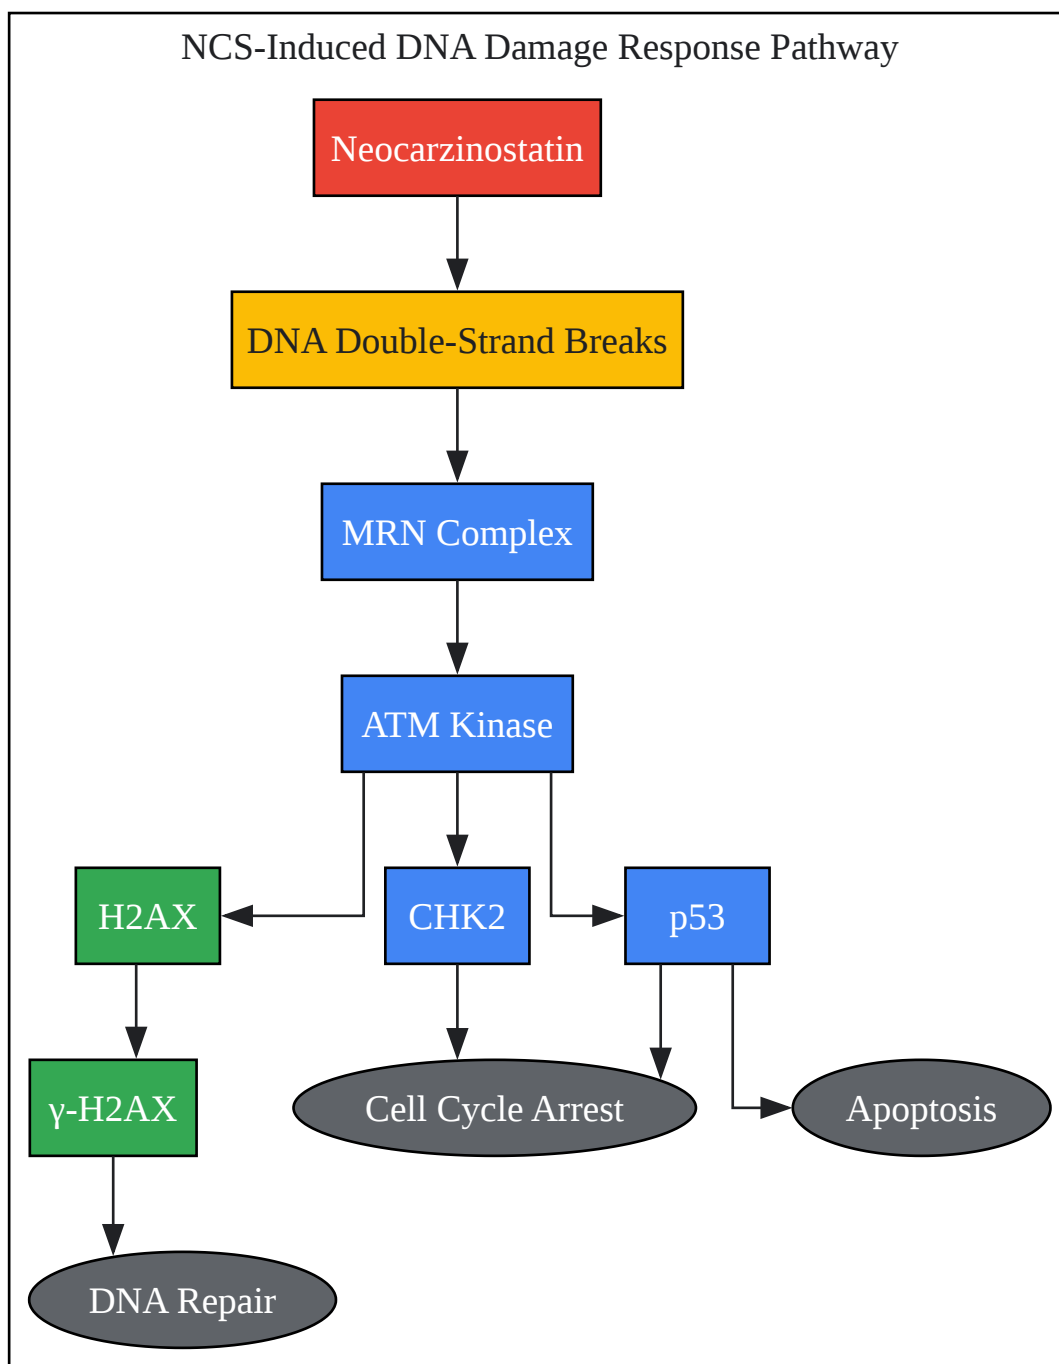 NCS-Induced DNA Damage Response Pathway
Neocarzinostatin
DNA Double-Strand Breaks
MRN Complex
ATM Kinase
H2AX
CHK2
p53
γ-H2AX
Cell Cycle Arrest
Apoptosis
DNA Repair